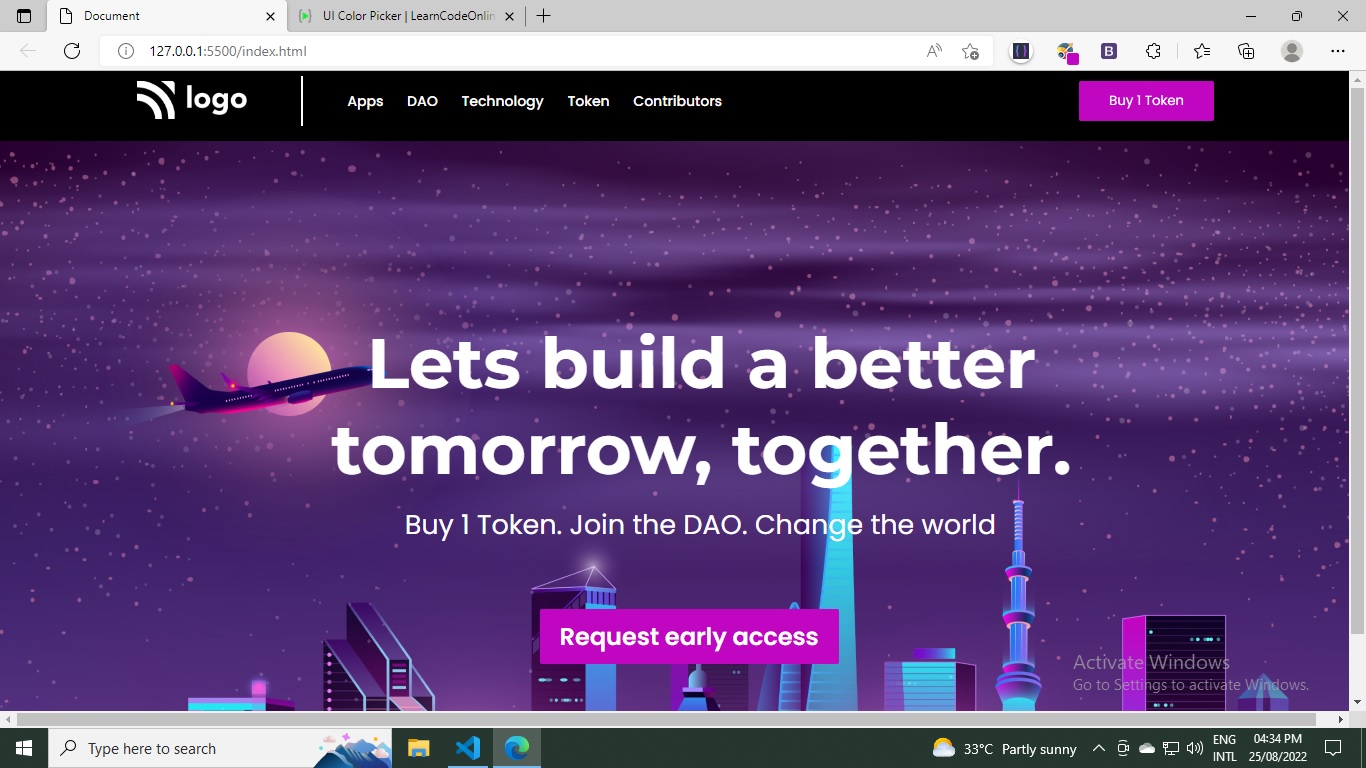 Document
UI Color Picker | LearnCodeOnlin
127.0.0.1:5500/index.html
logo
Apps
DAO
Technology
Token
Contributors
Buy 1 Token
Lets build a better
tomorrow, together.
Buy 1 Token. Join the DAO. Change the world
Request early access
Activate Windows
Go to Settings to activate Windows.
Type here to search
33°C Partly sunny
ENG
INTL
04:34 PM
25/08/2022